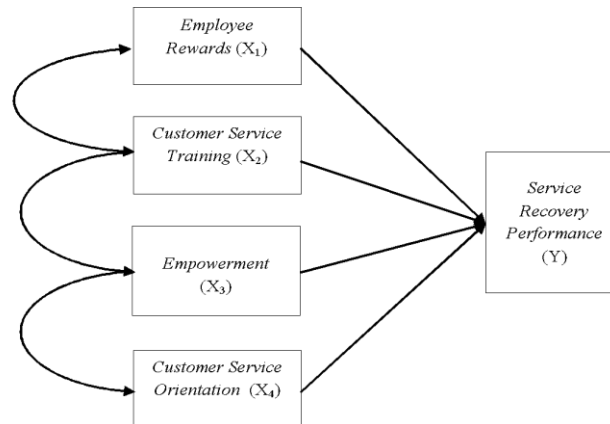 Employee
Rewards (X₁)
Customer Service
Training (X₂)
Empowerment
(X₃)
Customer Service
Orientation (X₄)
Service
Recovery
Performance
(Y)